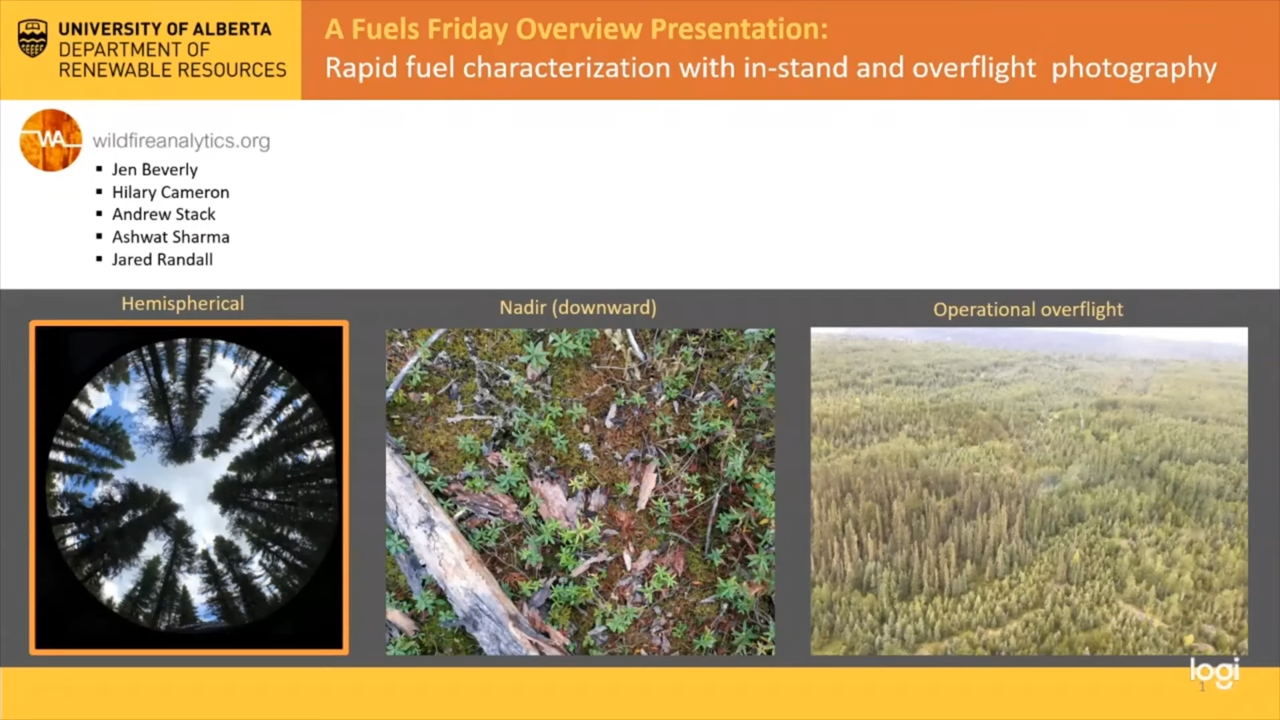 UNIVERSITY OF ALBERTA
DEPARTMENT OF
RENEWABLE RESOURCES
A Fuels Friday Overview Presentation:
Rapid fuel characterization with in-stand and overflight photography
WA
wildfireanalytics.org
▪ Jen Beverly
▪ Hilary Cameron
▪ Andrew Stack
▪ Ashwat Sharma
▪ Jared Randall
Hemispherical
Nadir (downward)
Operational overflight
logi
1